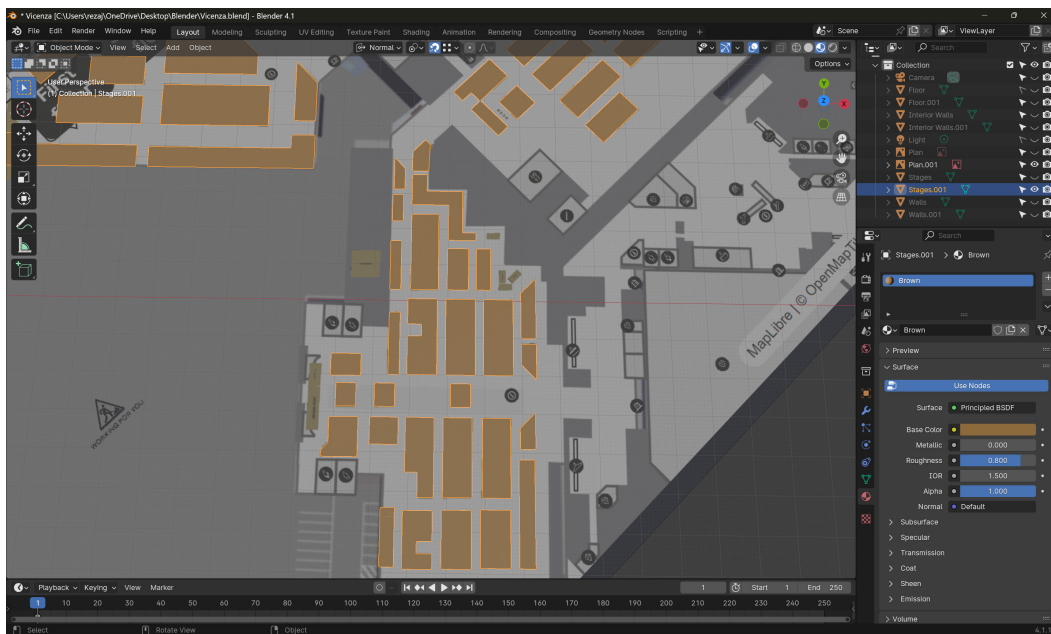 * Vicenza [C:\Users\rezaj\OneDrive\Desktop\Blender\Vicenza.blend] - Blender 4.1
File Edit Render Window Help Layout Modeling Sculpting UV Editing Texture Paint Shading Animation Rendering Compositing Geometry Nodes Scripting + Scene ViewLayer
Object Mode View Select Add Object Normal Search
Options
User Perspective
(1) Collection | Stages.001
Y
Z
X
Collection
Camera
Floor
Floor.001
Interior Walls
Interior Walls.001
Light
Plan
Plan.001
Stages
Stages.001
Walls
Walls.001
Search
Stages.001 > Brown
Brown
Brown
Preview
Surface
Use Nodes
Surface Principled BSDF
Base Color
Metallic 0.000
Roughness 0.800
IOR 1.500
Alpha 1.000
Normal Default
Subsurface
Specular
Transmission
Coat
Sheen
Emission
Volume
MapLibre | © OpenMapTi
WORKING FOR YOU
Playback Keying View Marker 1 Start 1 End 250
1 10 20 30 40 50 60 70 80 90 100 110 120 130 140 150 160 170 180 190 200 210 220 230 240 250
Select Rotate View Object 4.1.1